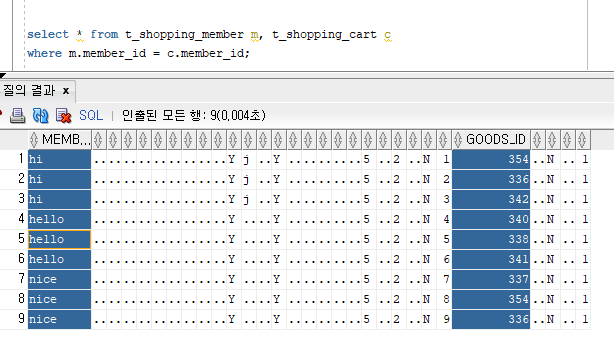 select * from t_shopping_member m, t_shopping_cart c
where m.member_id = c.member_id;
질의 결과 x
SQL | 인출된 모든 행: 9(0,004초)
MEMB... GOODS_ID
1 hi ..................Y j ..Y ..........5 ..2 ..N 1 354 ..N .. 1
2 hi ..................Y j ..Y ..........5 ..2 ..N 2 336 ..N .. 1
3 hi ..................Y j ..Y ..........5 ..2 ..N 3 342 ..N .. 1
4 hello ..................Y ....Y ..........5 ..2 ..N 4 340 ..N .. 1
5 hello ..................Y ....Y ..........5 ..2 ..N 5 338 ..N .. 1
6 hello ..................Y ....Y ..........5 ..2 ..N 6 341 ..N .. 1
7 nice ..................Y ....Y ..........5 ..2 ..N 7 337 ..N .. 1
8 nice ..................Y ....Y ..........5 ..2 ..N 8 354 ..N .. 1
9 nice ..................Y ....Y ..........5 ..2 ..N 9 336 ..N .. 1